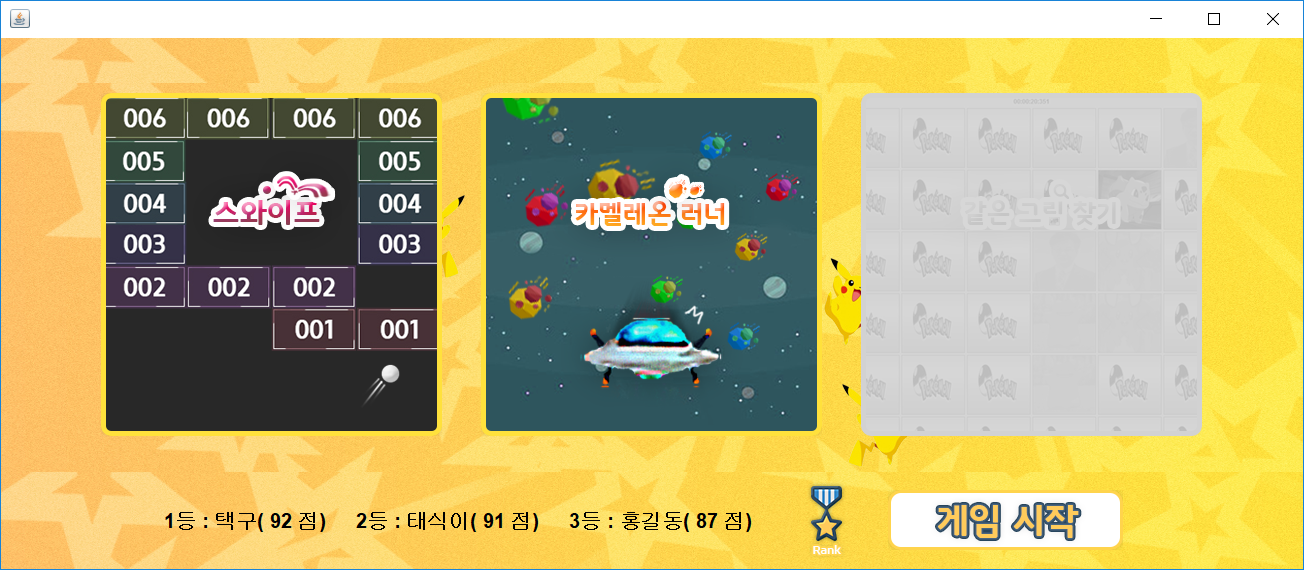 006 006 006 006
005 005
004 스와이프 004
003 003
002 002 002
001 001
카멜레온 러너
M
같은 그림 찾기
1등 : 택구( 92 점) 2등 : 태식이( 91 점) 3등 : 홍길동( 87 점)
Rank
게임 시작